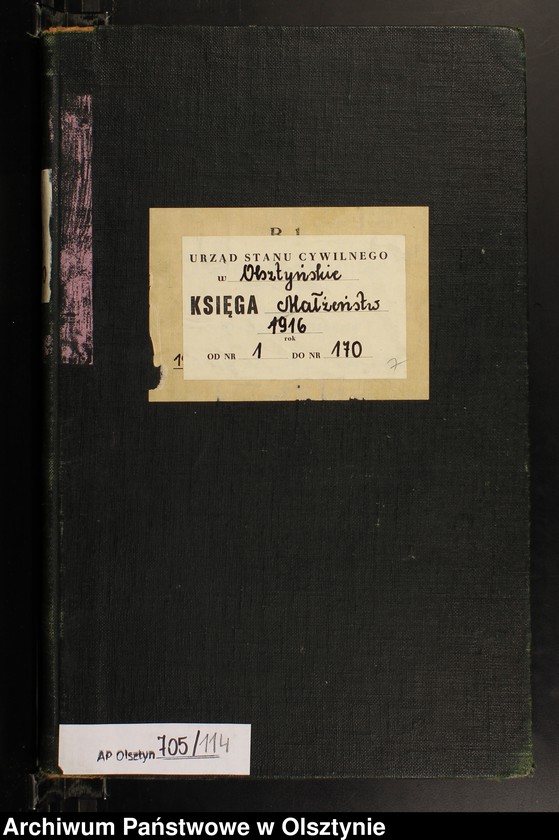 URZĄD STANU CYWILNEGO
w Olsztyńskie
KSIĘGA Małżeństw
1916
rok
OD NR 1 DO NR 170
7
AP Olsztyn 705/114
Archiwum Państwowe w Olsztynie